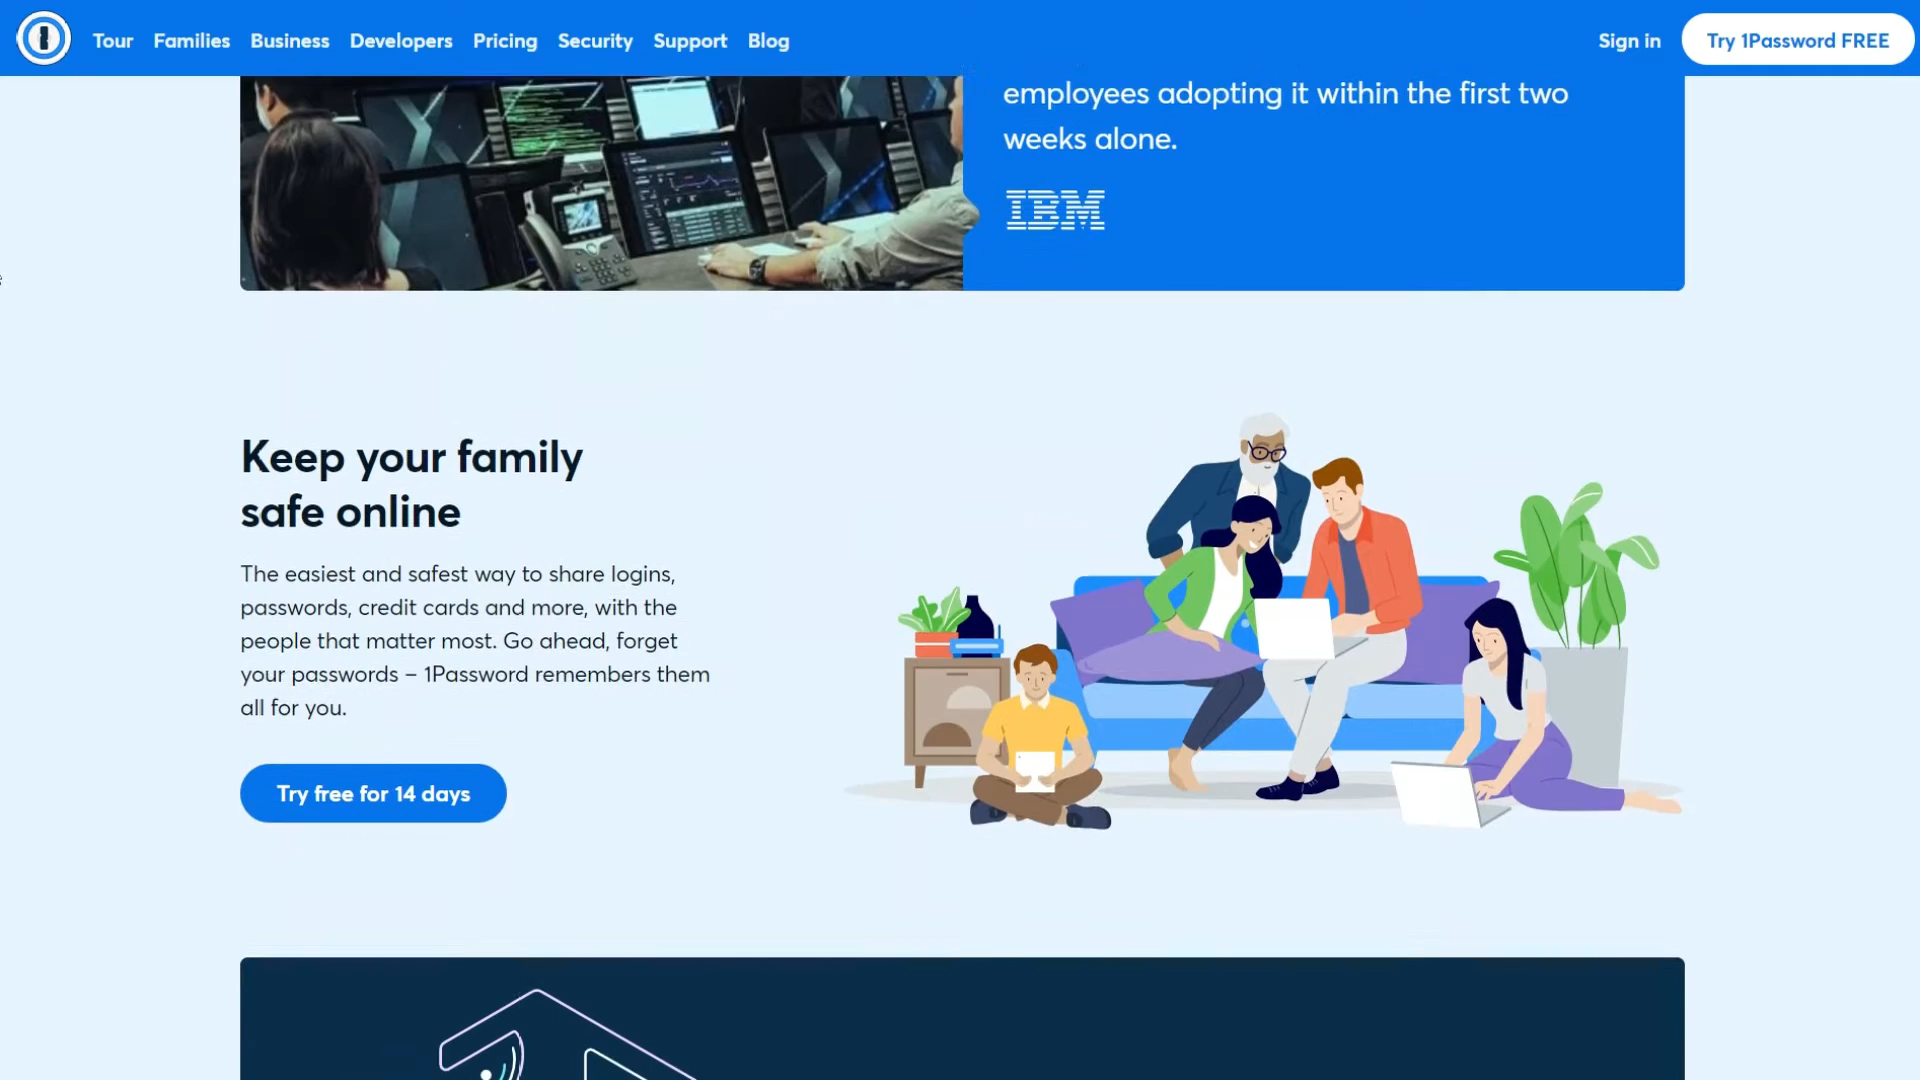 Tour Families Business Developers Pricing Security Support Blog Sign in Try 1Password FREE
employees adopting it within the first two
weeks alone.
IBM
Keep your family
safe online
The easiest and safest way to share logins,
passwords, credit cards and more, with the
people that matter most. Go ahead, forget
your passwords – 1Password remembers them
all for you.
Try free for 14 days